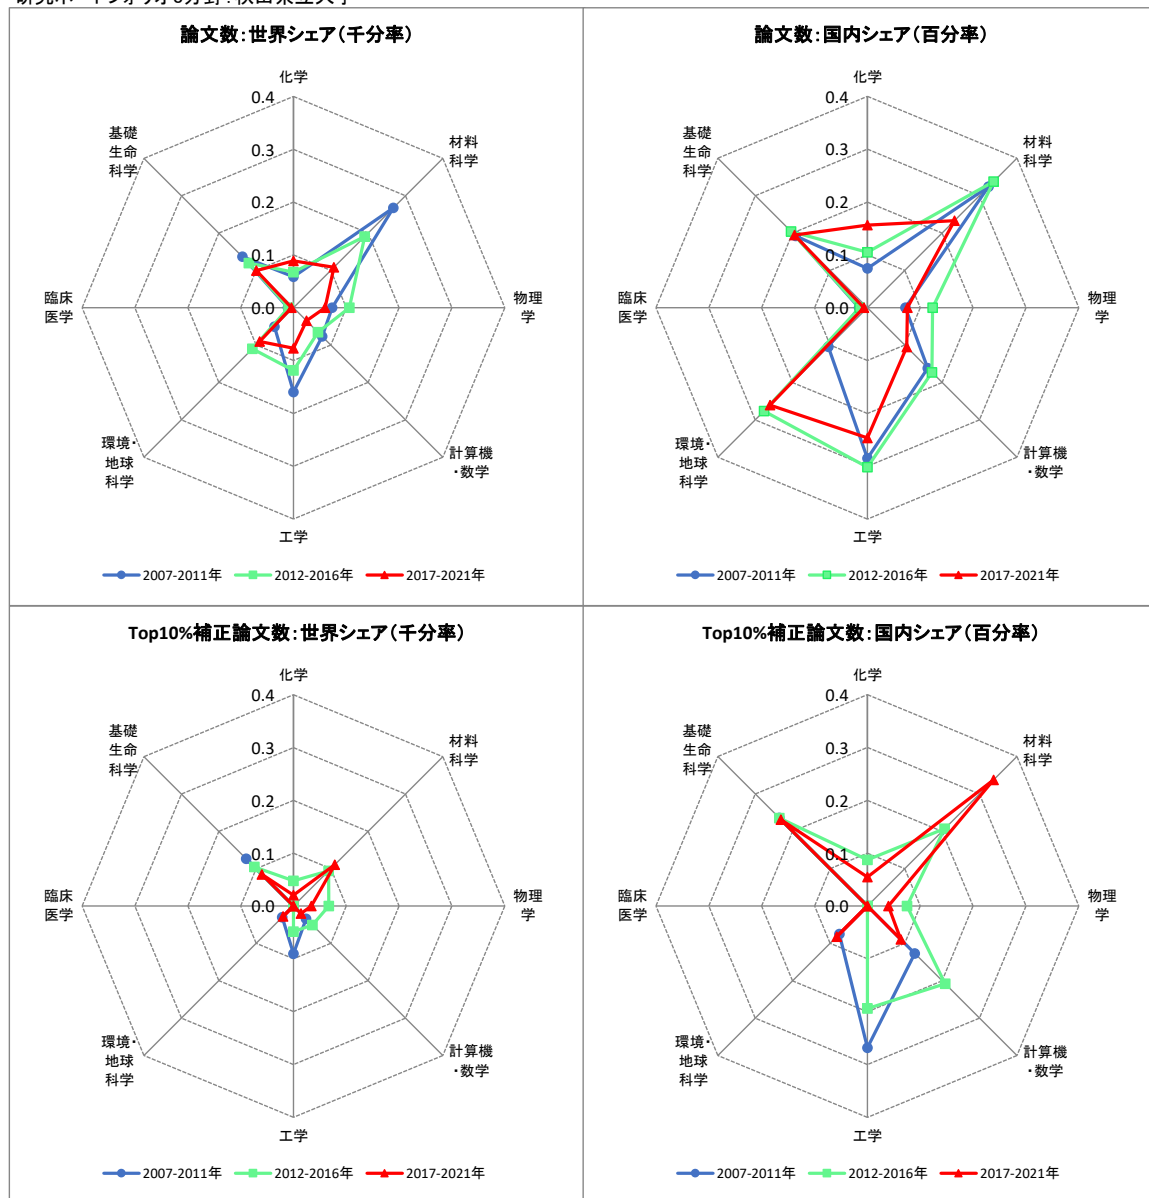 論文数：世界シェア（千分率）
化学
0.4
0.3
0.2
0.1
0.0
材料
科学
物理
学
計算機
・数学
工学
環境・
地球
科学
臨床
医学
基礎
生命
科学
2007-2011年
2012-2016年
2017-2021年
論文数：国内シェア（百分率）
化学
0.4
0.3
0.2
0.1
0.0
材料
科学
物理
学
計算機
・数学
工学
環境・
地球
科学
臨床
医学
基礎
生命
科学
2007-2011年
2012-2016年
2017-2021年
Top10%補正論文数：世界シェア（千分率）
化学
0.4
0.3
0.2
0.1
0.0
材料
科学
物理
学
計算機
・数学
工学
環境・
地球
科学
臨床
医学
基礎
生命
科学
2007-2011年
2012-2016年
2017-2021年
Top10%補正論文数：国内シェア（百分率）
化学
0.4
0.3
0.2
0.1
0.0
材料
科学
物理
学
計算機
・数学
工学
環境・
地球
科学
臨床
医学
基礎
生命
科学
2007-2011年
2012-2016年
2017-2021年